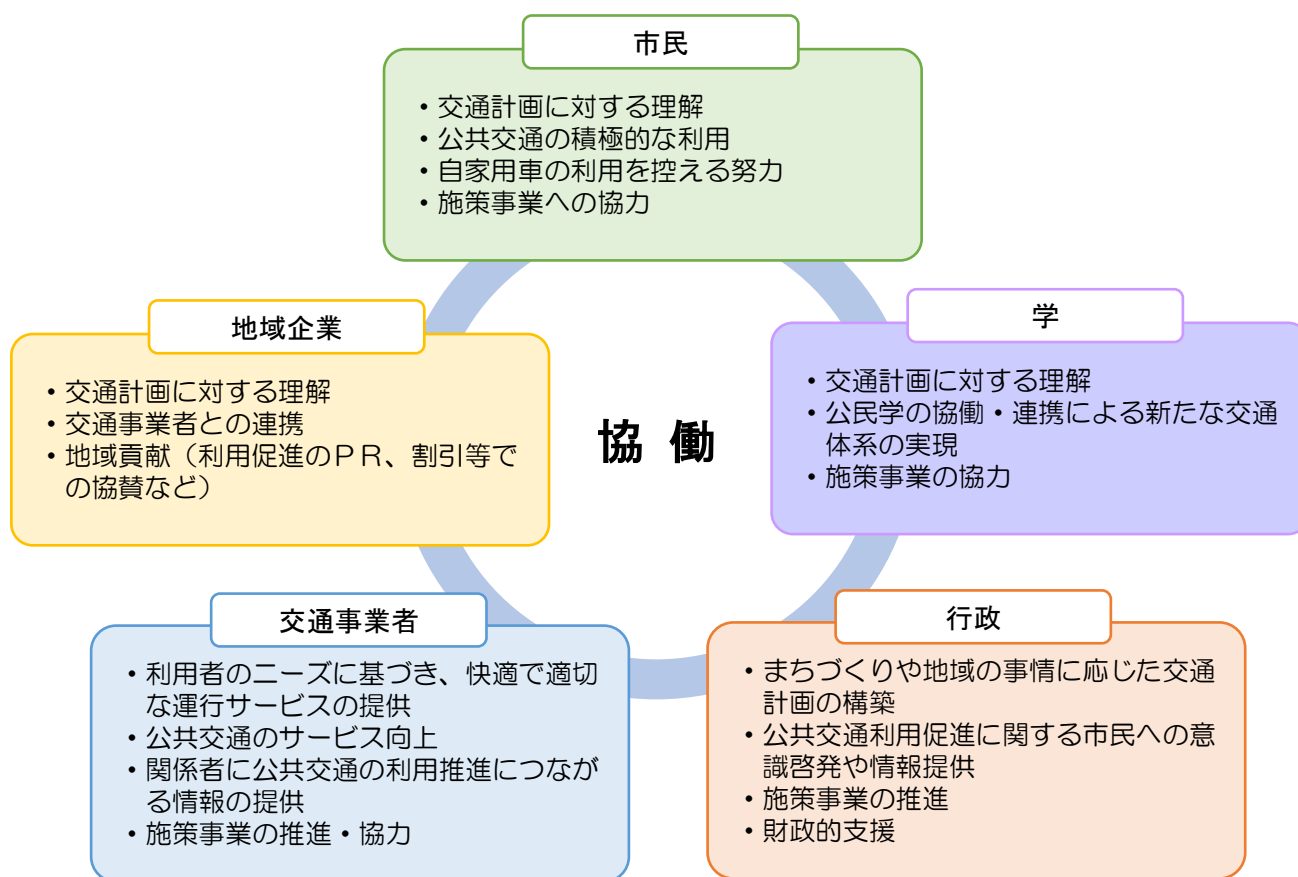 市民
・交通計画に対する理解
・公共交通の積極的な利用
・自家用車の利用を控える努力
・施策事業への協力
地域企業
・交通計画に対する理解
・交通事業者との連携
・地域貢献（利用促進のＰＲ、割引等で
の協賛など）
協 働
学
・交通計画に対する理解
・公民学の協働・連携による新たな交通
体系の実現
・施策事業の協力
交通事業者
・利用者のニーズに基づき、快適で適切
な運行サービスの提供
・公共交通のサービス向上
・関係者に公共交通の利用推進につなが
る情報の提供
・施策事業の推進・協力
行政
・まちづくりや地域の事情に応じた交通
計画の構築
・公共交通利用促進に関する市民への意
識啓発や情報提供
・施策事業の推進
・財政的支援